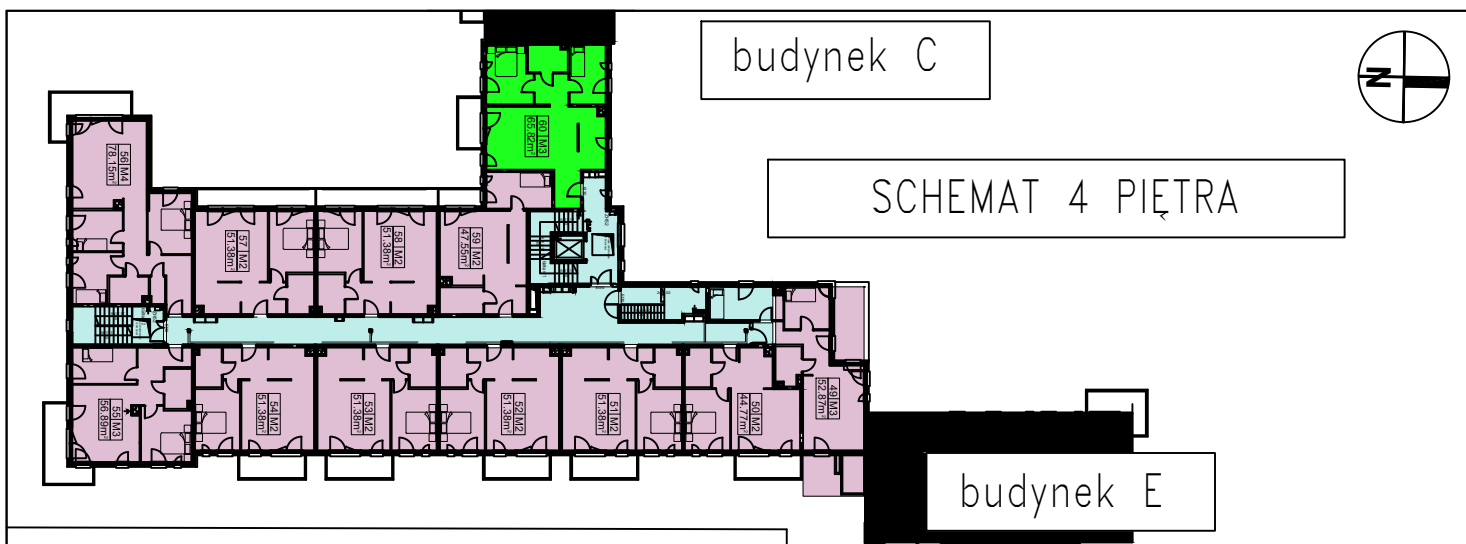 budynek C
N
SCHEMAT 4 PIĘTRA
60 M3
65.82m²
56 M4
78.15m²
57 M2
51.38m²
58 M2
51.38m²
59 M2
47.55m²
55 M3
56.89m²
54 M2
51.38m²
53 M2
51.38m²
52 M2
51.38m²
51 M2
51.38m²
50 M2
44.77m²
49 M3
52.87m²
budynek E